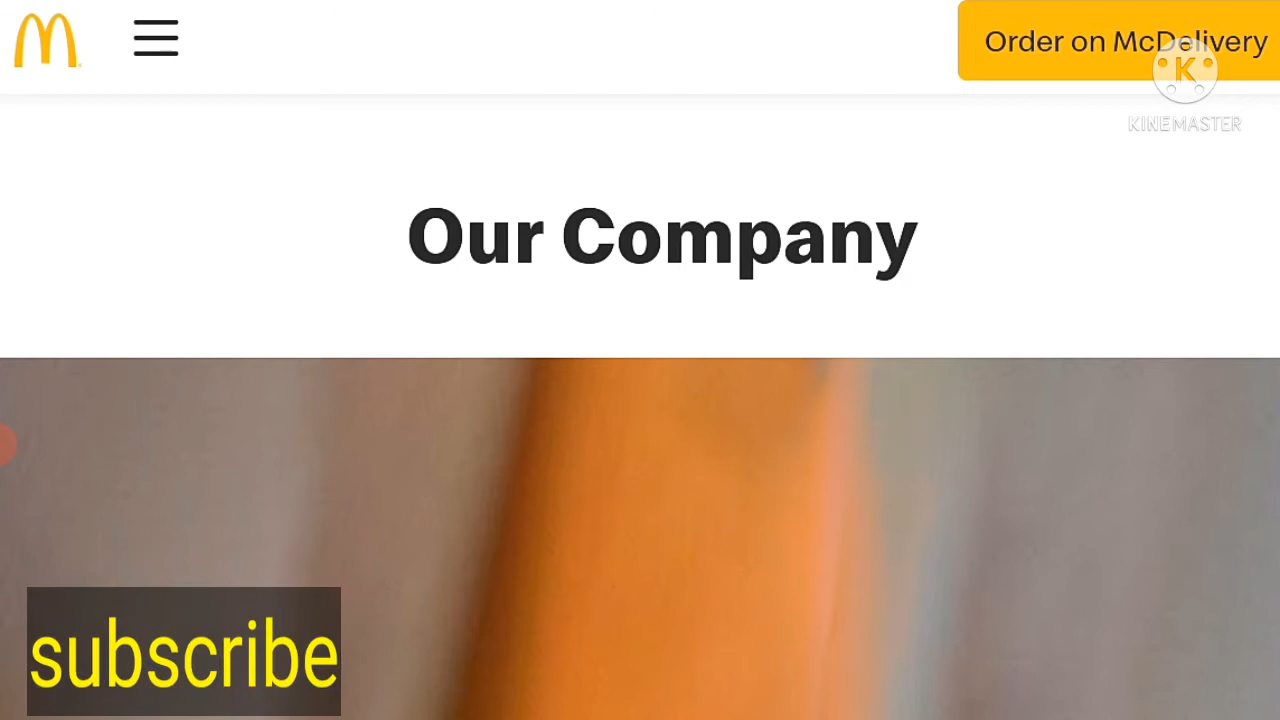 Order on McDelivery
K
KINEMASTER
Our Company
subscribe